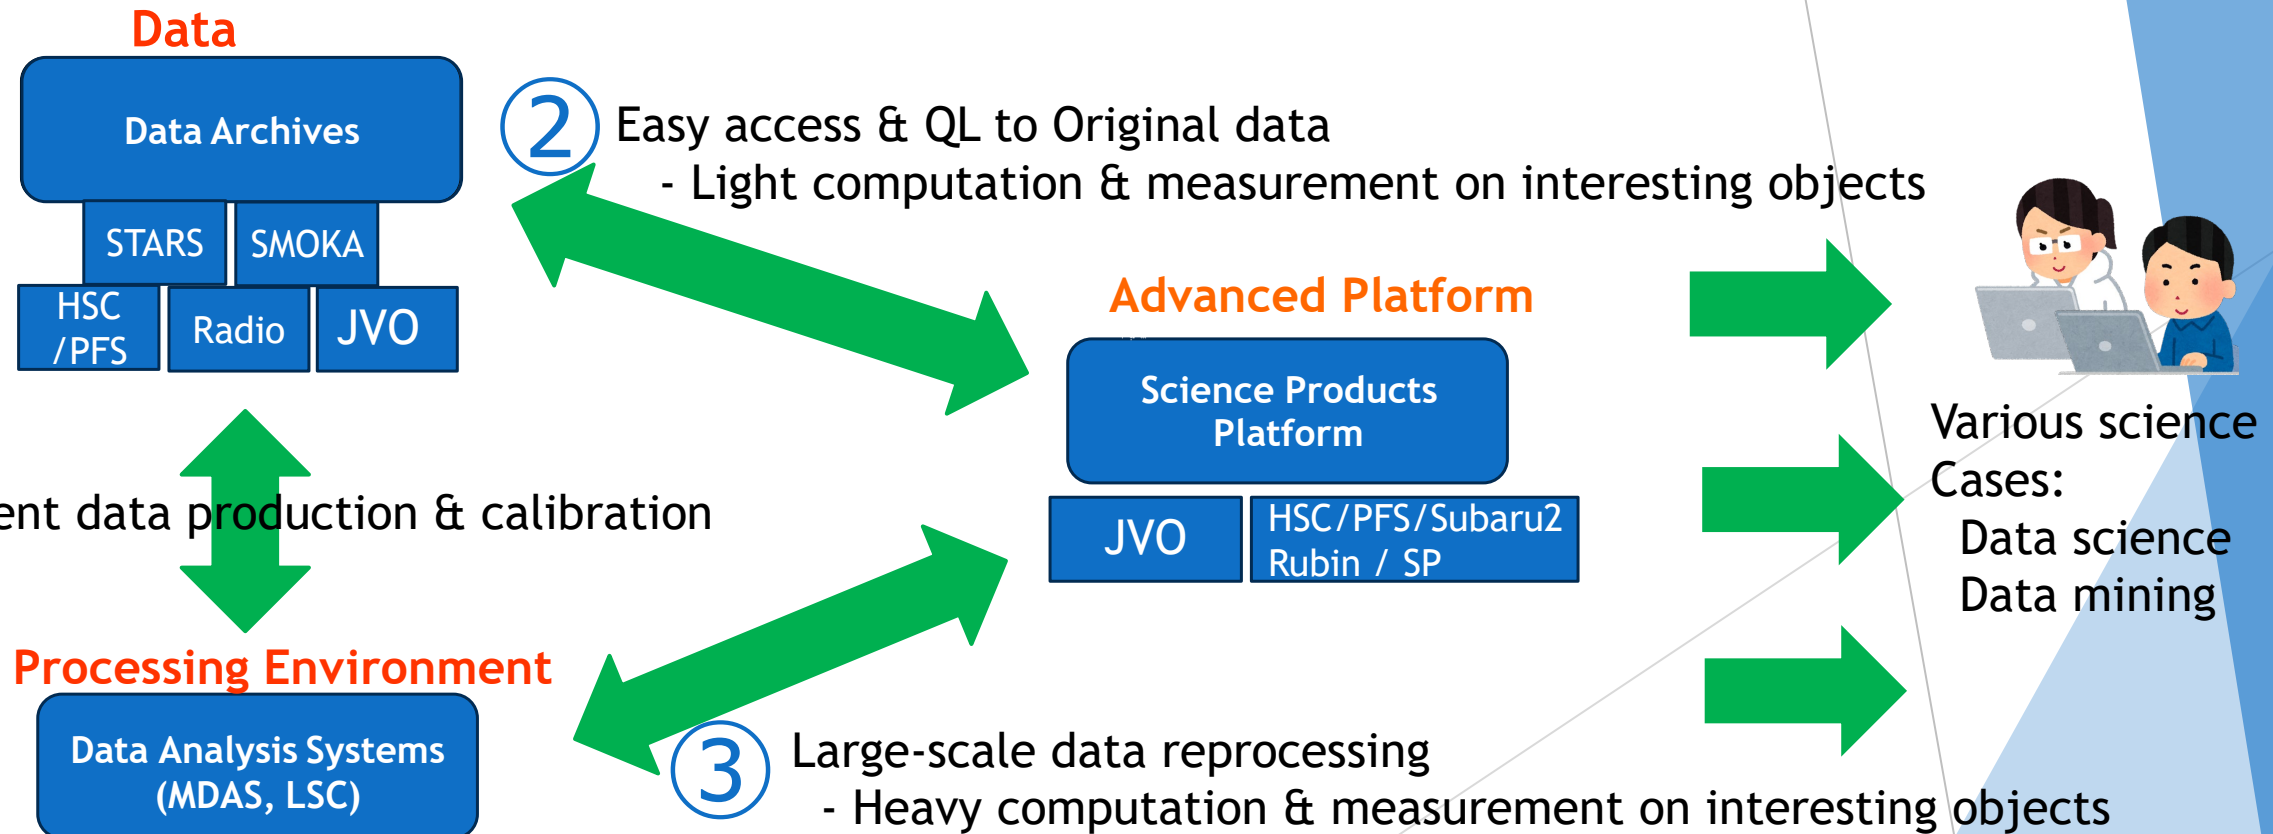 Data
Data Archives
STARS
SMOKA
HSC
/PFS
Radio
JVO
② Easy access & QL to Original data
- Light computation & measurement on interesting objects
Advanced Platform
Science Products
Platform
JVO
HSC/PFS/Subaru2
Rubin / SP
ent data production & calibration
Processing Environment
Data Analysis Systems
(MDAS, LSC)
③ Large-scale data reprocessing
- Heavy computation & measurement on interesting objects
Various science
Cases:
Data science
Data mining